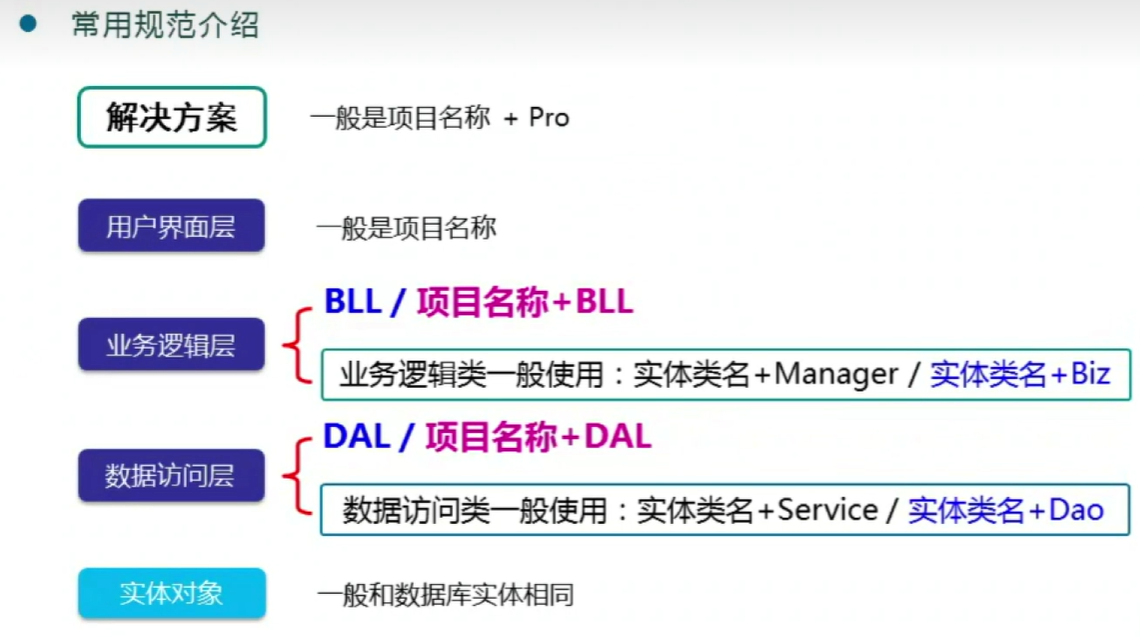 常用规范介绍
解决方案 一般是项目名称 + Pro
用户界面层 一般是项目名称
BLL / 项目名称+BLL
业务逻辑层
业务逻辑类一般使用：实体类名+Manager / 实体类名+Biz
DAL / 项目名称+DAL
数据访问层
数据访问类一般使用：实体类名+Service / 实体类名+Dao
实体对象 一般和数据库实体相同